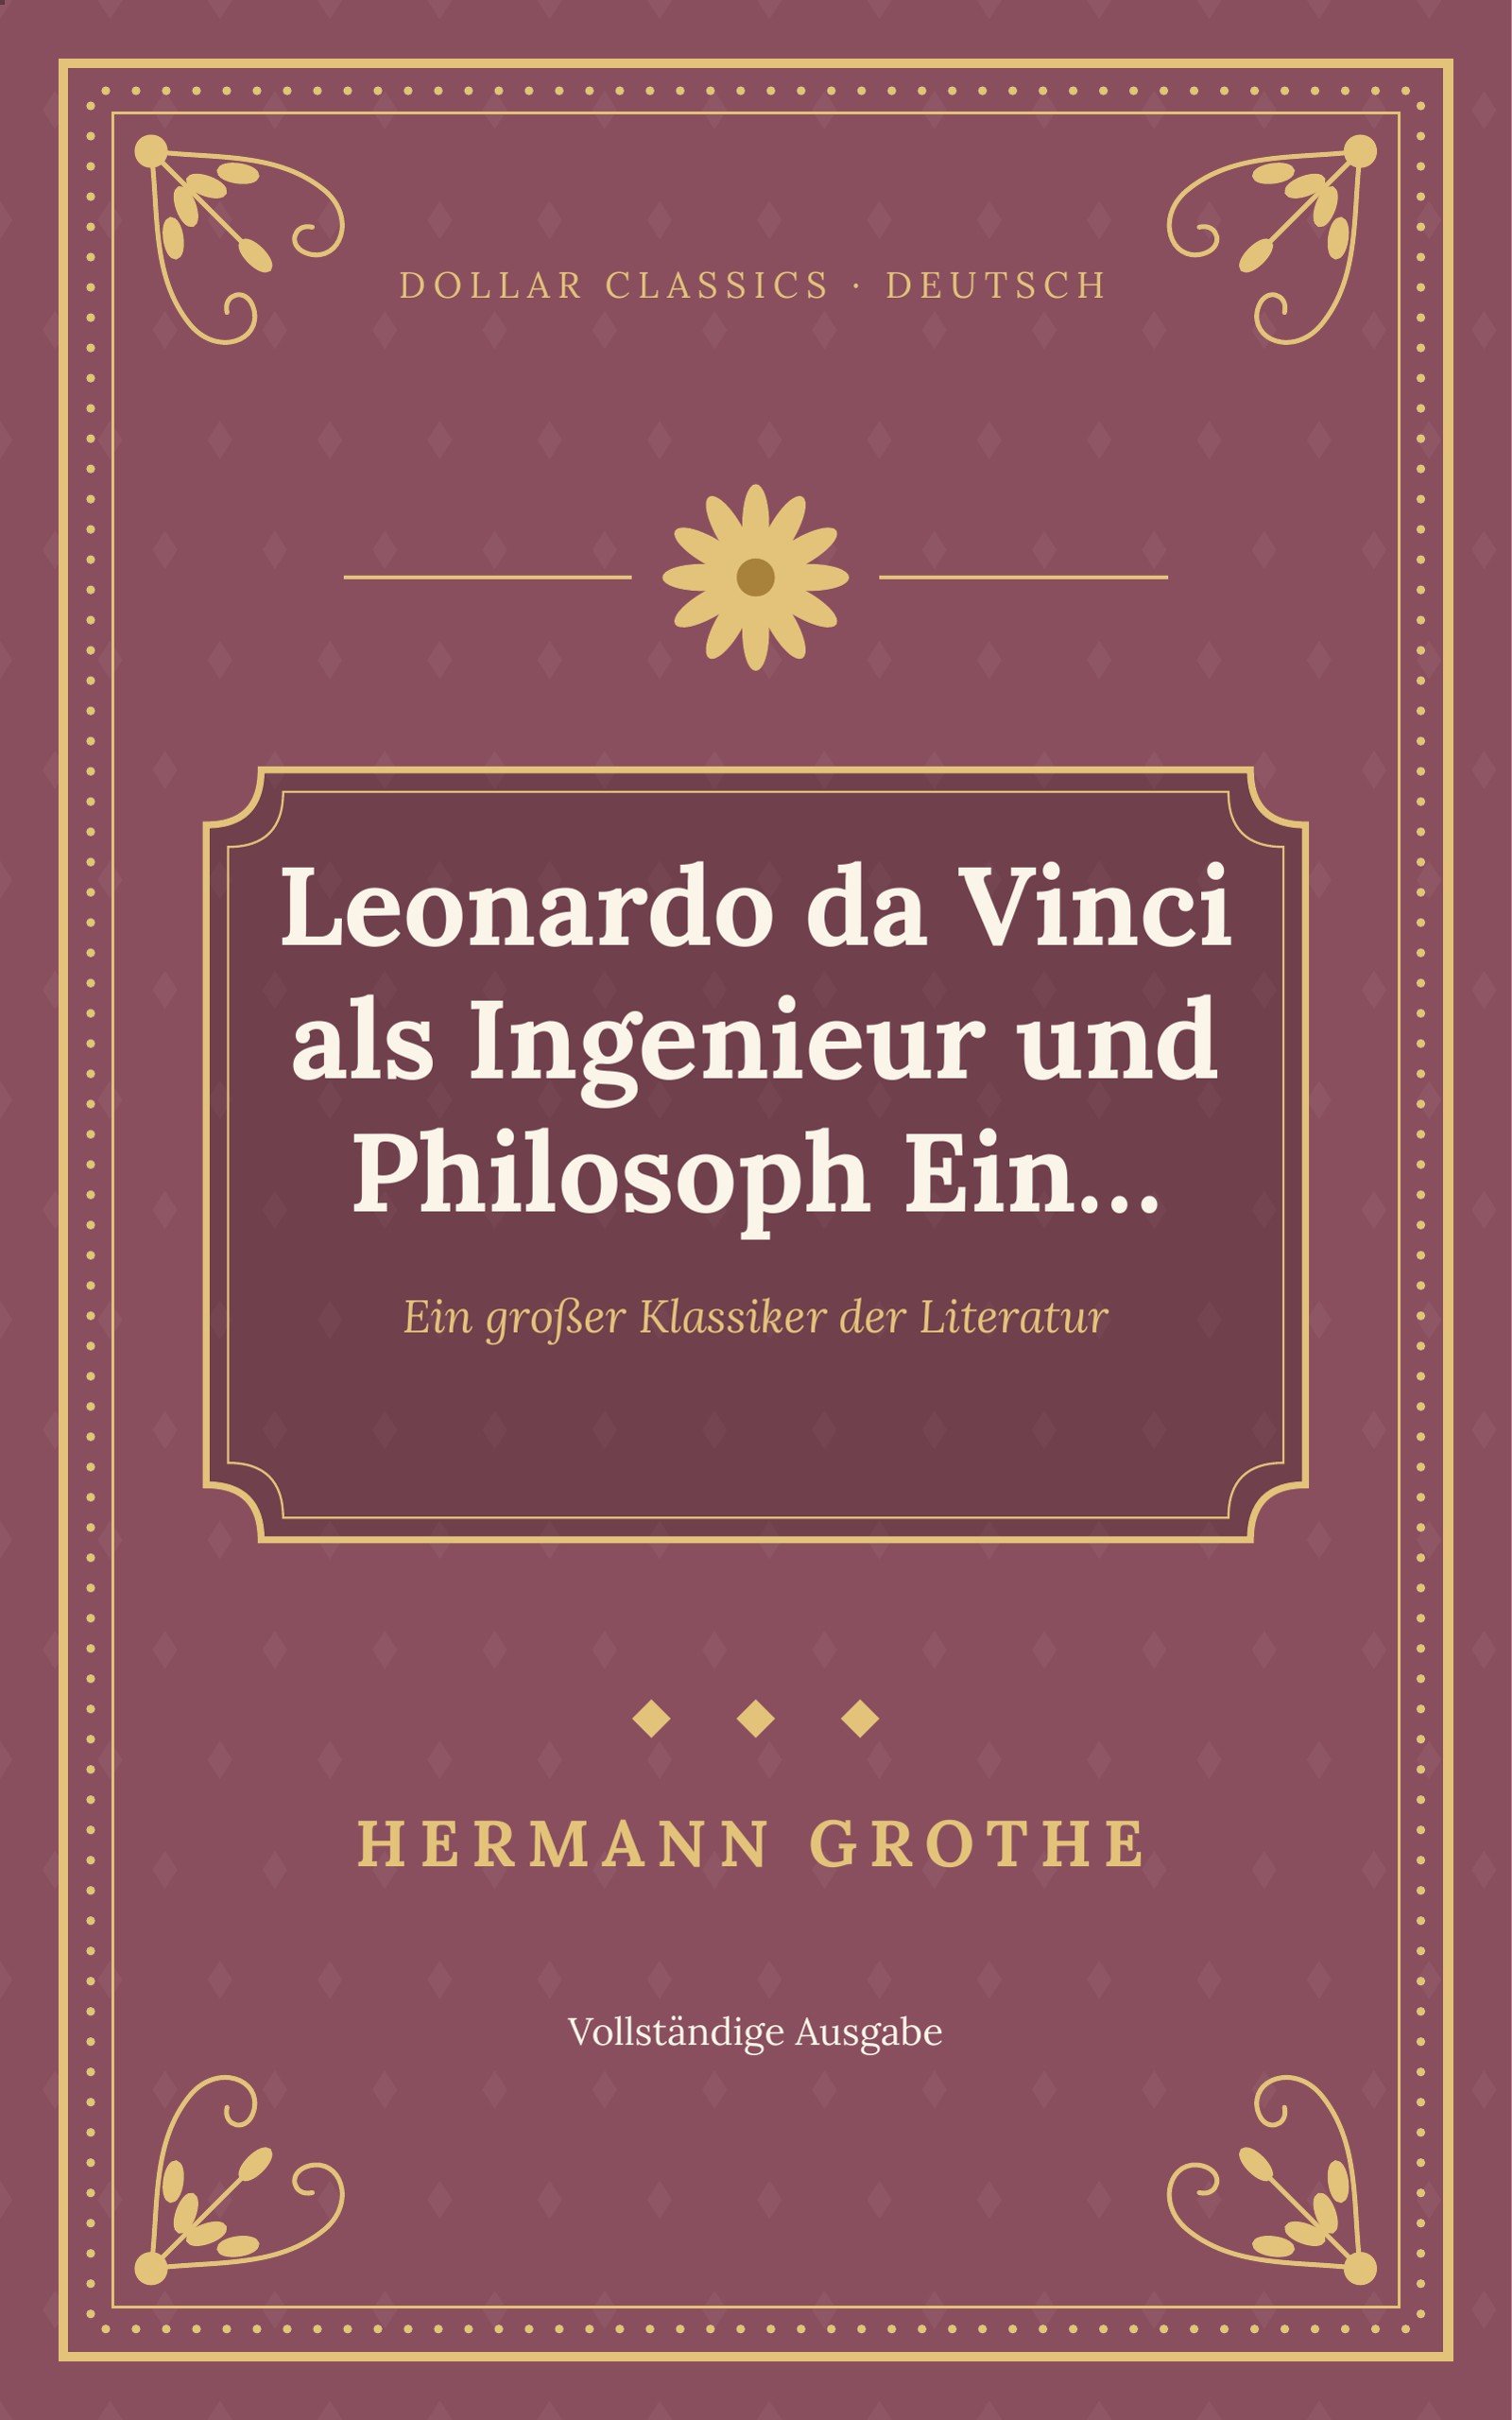 DOLLAR CLASSICS · DEUTSCH
Leonardo da Vinci
als Ingenieur und
Philosoph Ein...
Ein großer Klassiker der Literatur
HERMANN GROTHE
Vollständige Ausgabe